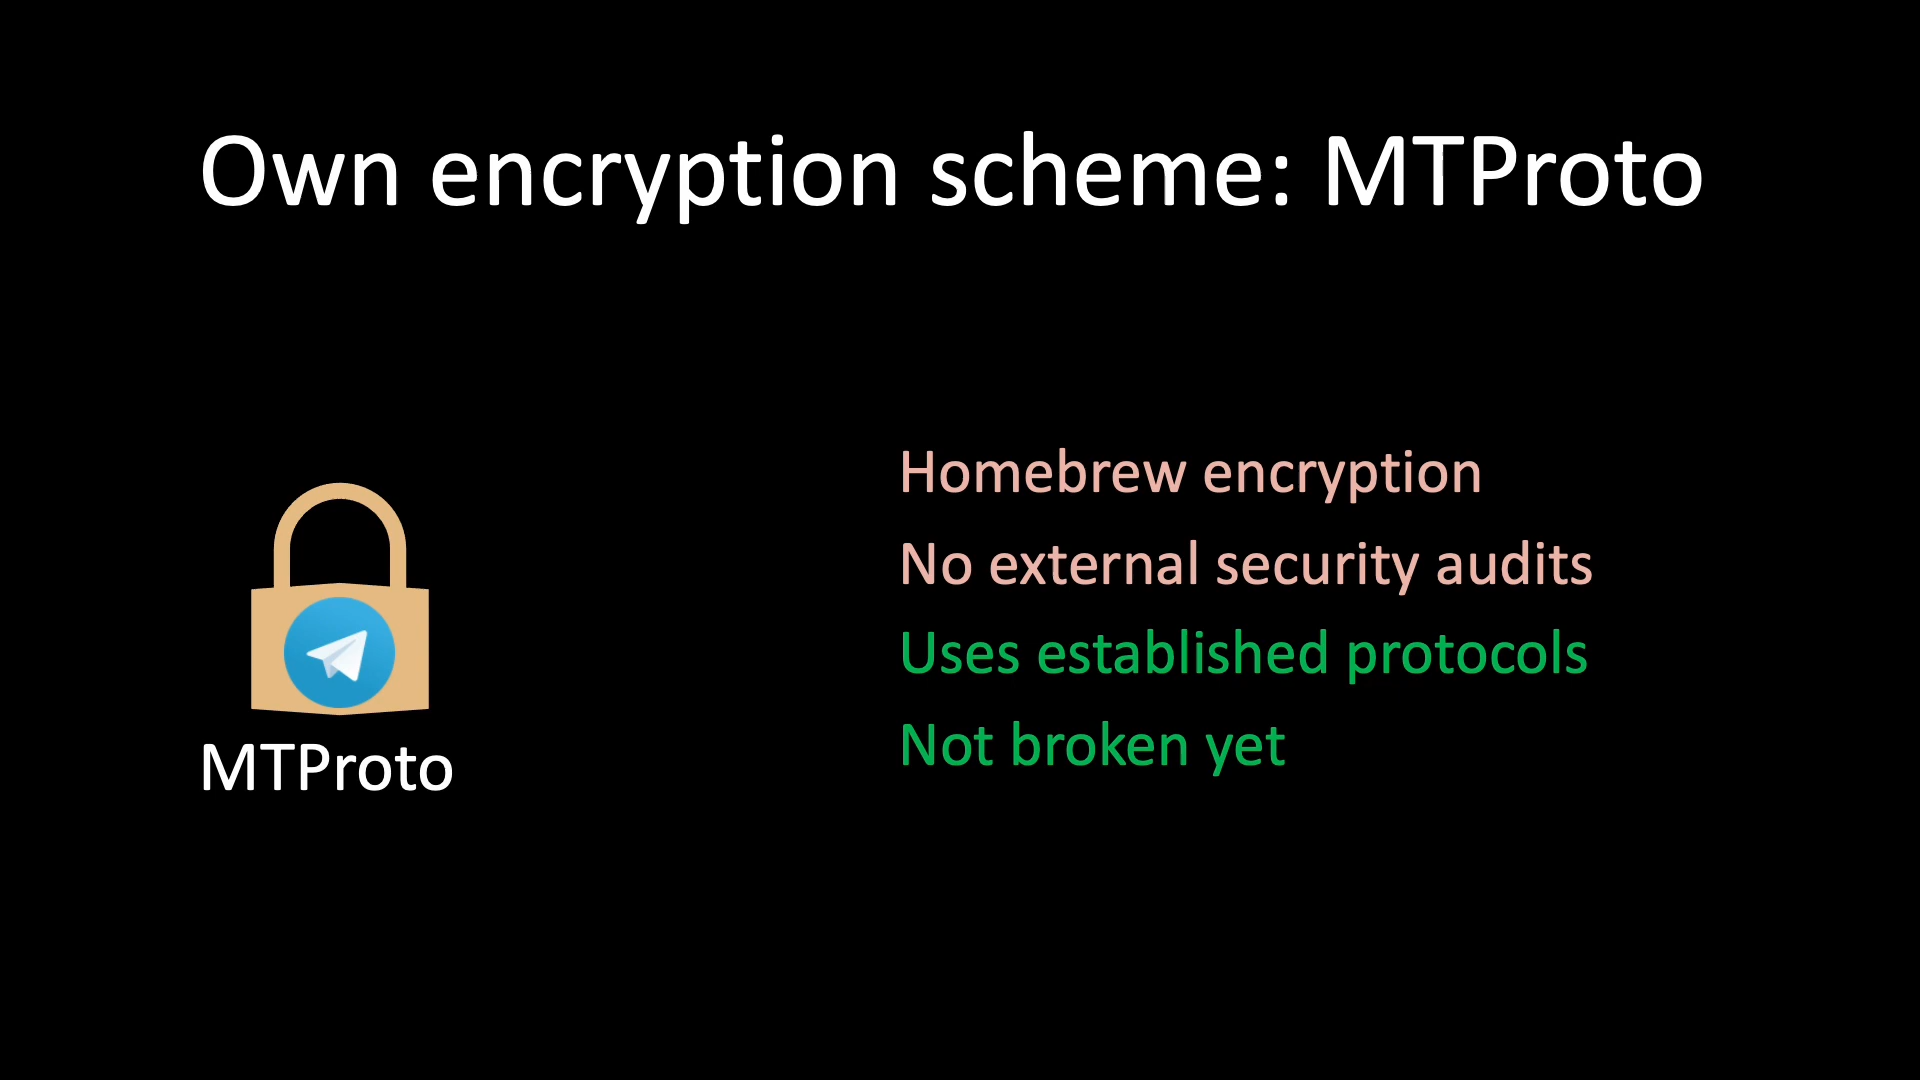 Own encryption scheme: MTProto
Homebrew encryption
No external security audits
Uses established protocols
Not broken yet
MTProto